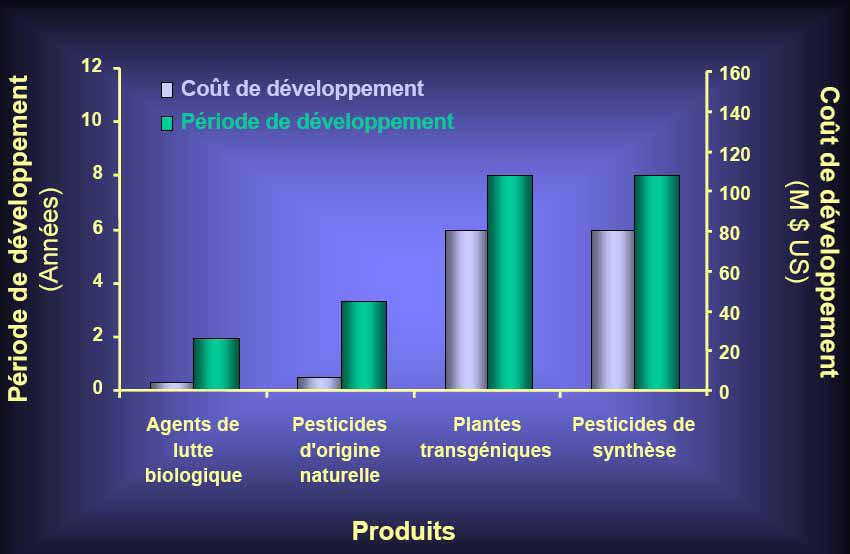 Coût de développement
Période de développement
Période de développement
(Années)
12
10
8
6
4
2
0
160
140
120
100
80
60
40
20
0
Coût de développement
(M $ US)
Agents de
lutte
biologique
Pesticides
d'origine
naturelle
Plantes
transgéniques
Pesticides de
synthèse
Produits